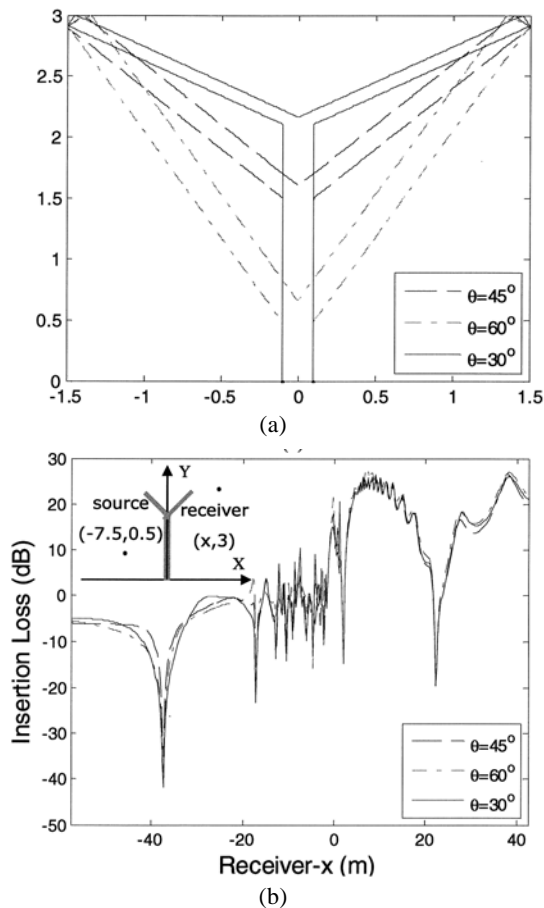 3
2.5
2
1.5
1
0.5
0
θ=45°
θ=60°
θ=30°
-1.5 -1 -0.5 0 0.5 1 1.5
(a)
30
20
10
0
-10
-20
-30
-40
-50
Insertion Loss (dB)
Y
source receiver
(-7.5,0.5) (x,3)
X
θ=45°
θ=60°
θ=30°
-40 -20 0 20 40
Receiver-x (m)
(b)